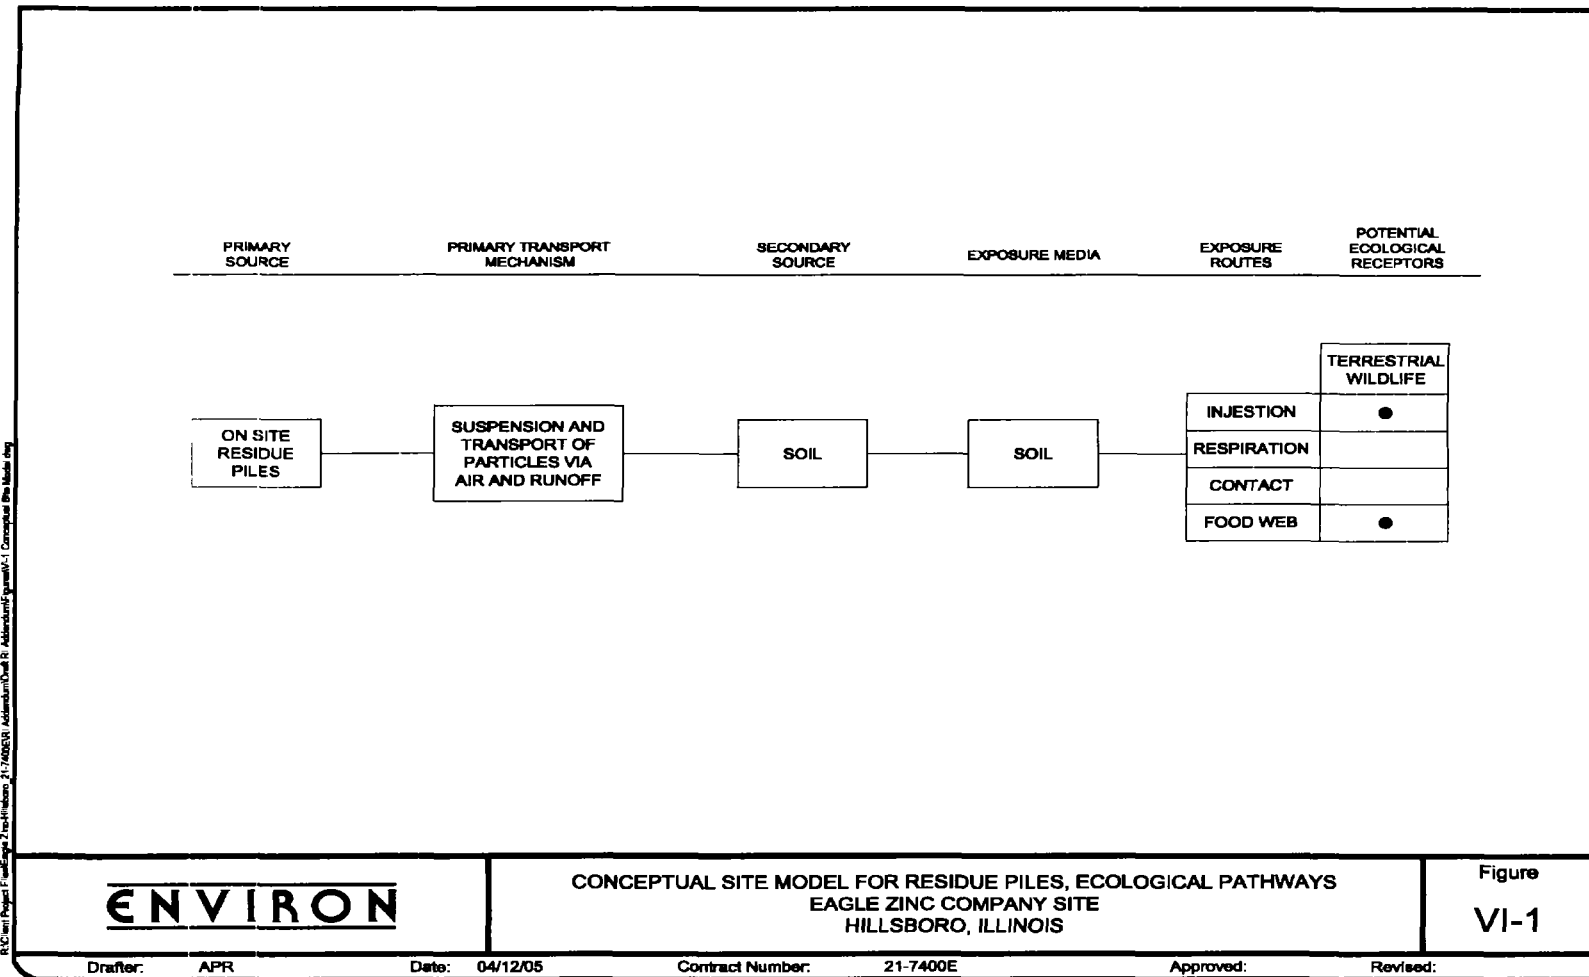 PRIMARY
SOURCE
PRIMARY TRANSPORT
MECHANISM
SECONDARY
SOURCE
EXPOSURE MEDIA
EXPOSURE
ROUTES
POTENTIAL
ECOLOGICAL
RECEPTORS
ON SITE
RESIDUE
PILES
SUSPENSION AND
TRANSPORT OF
PARTICLES VIA
AIR AND RUNOFF
SOIL
SOIL
TERRESTRIAL
WILDLIFE
INJESTION
RESPIRATION
CONTACT
FOOD WEB
ENVIRON
CONCEPTUAL SITE MODEL FOR RESIDUE PILES, ECOLOGICAL PATHWAYS
EAGLE ZINC COMPANY SITE
HILLSBORO, ILLINOIS
Figure
VI-1
Drafter: APR Date: 04/12/05 Contract Number: 21-7400E Approved: Revised: